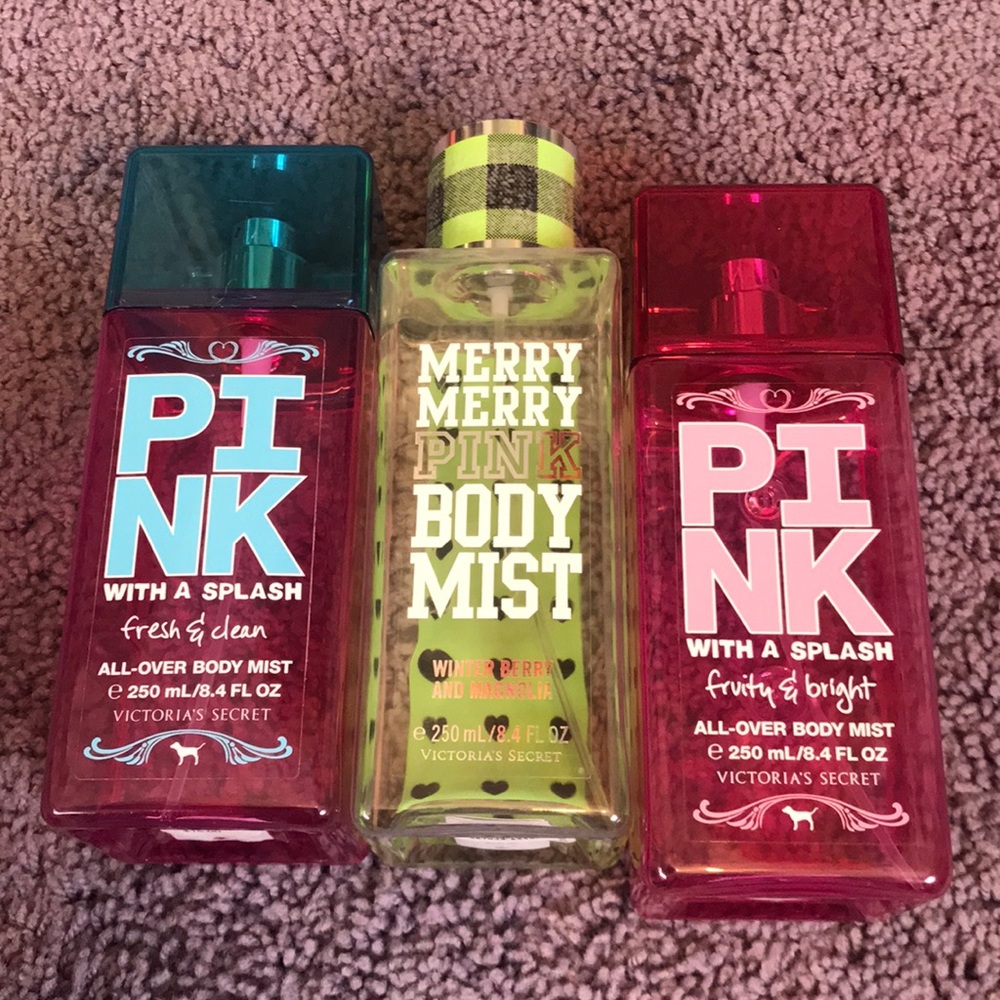 PI
NK
WITH A SPLASH
fresh & clean
ALL-OVER BODY MIST
℮ 250 mL/8.4 FL OZ
VICTORIA'S SECRET
MERRY
MERRY
PINK
BODY
MIST
WINTER BERRY
AND MAGNOLIA
℮ 250 mL/8.4 FL OZ
VICTORIA'S SECRET
PI
NK
WITH A SPLASH
fruity & bright
ALL-OVER BODY MIST
℮ 250 mL/8.4 FL OZ
VICTORIA'S SECRET